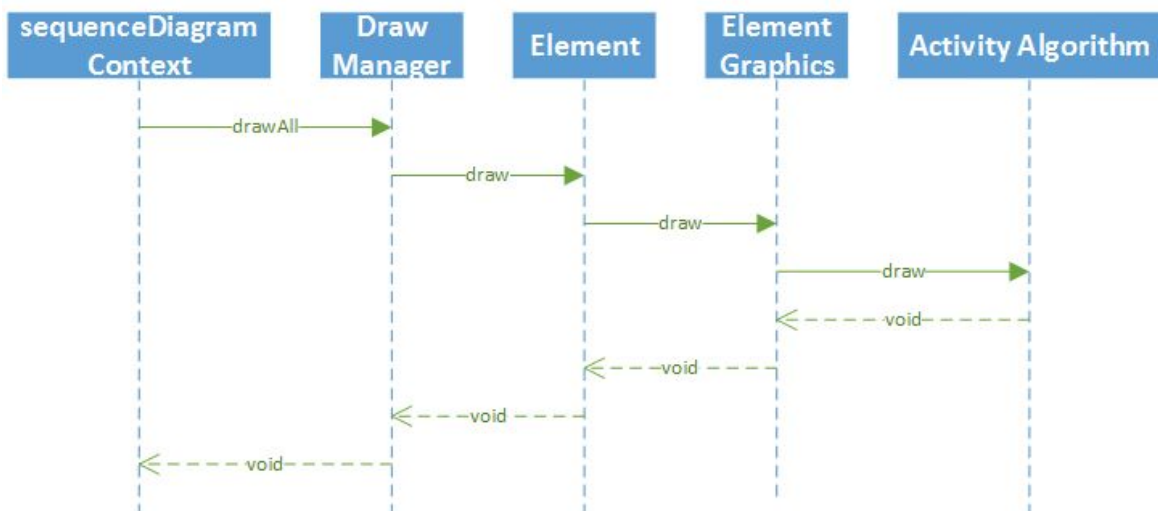 sequenceDiagram
Context
Draw
Manager
Element
Element
Graphics
Activity Algorithm
drawAll
draw
draw
draw
void
void
void
void